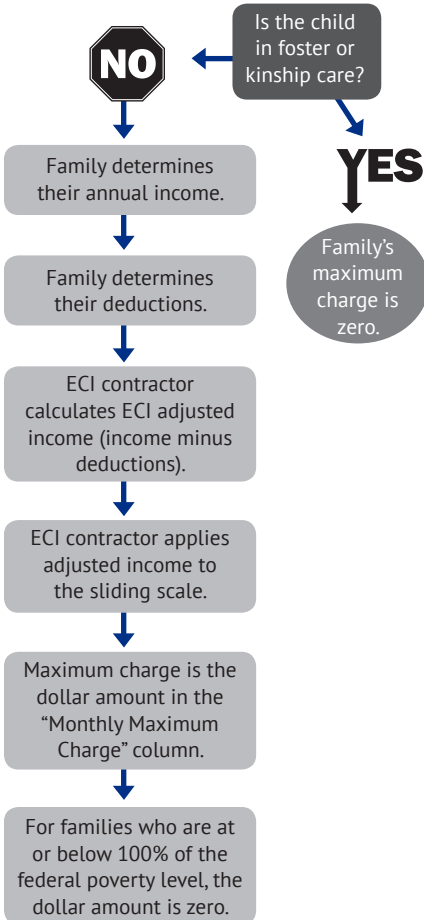 Is the child
in foster or
kinship care?
NO
YES
Family's
maximum
charge is
zero.
Family determines
their annual income.
Family determines
their deductions.
ECI contractor
calculates ECI adjusted
income (income minus
deductions).
ECI contractor applies
adjusted income to
the sliding scale.
Maximum charge is the
dollar amount in the
“Monthly Maximum
Charge” column.
For families who are at
or below 100% of the
federal poverty level, the
dollar amount is zero.